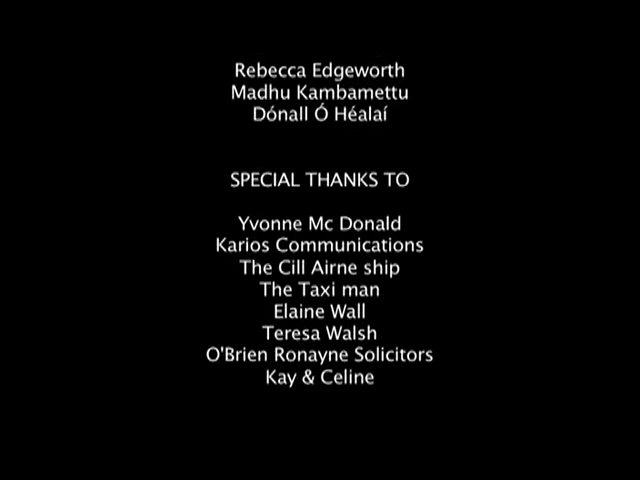 Rebecca Edgeworth
Madhu Kambamettu
Dónall Ó Héalaí
SPECIAL THANKS TO
Yvonne Mc Donald
Karios Communications
The Cill Airne ship
The Taxi man
Elaine Wall
Teresa Walsh
O'Brien Ronayne Solicitors
Kay & Celine